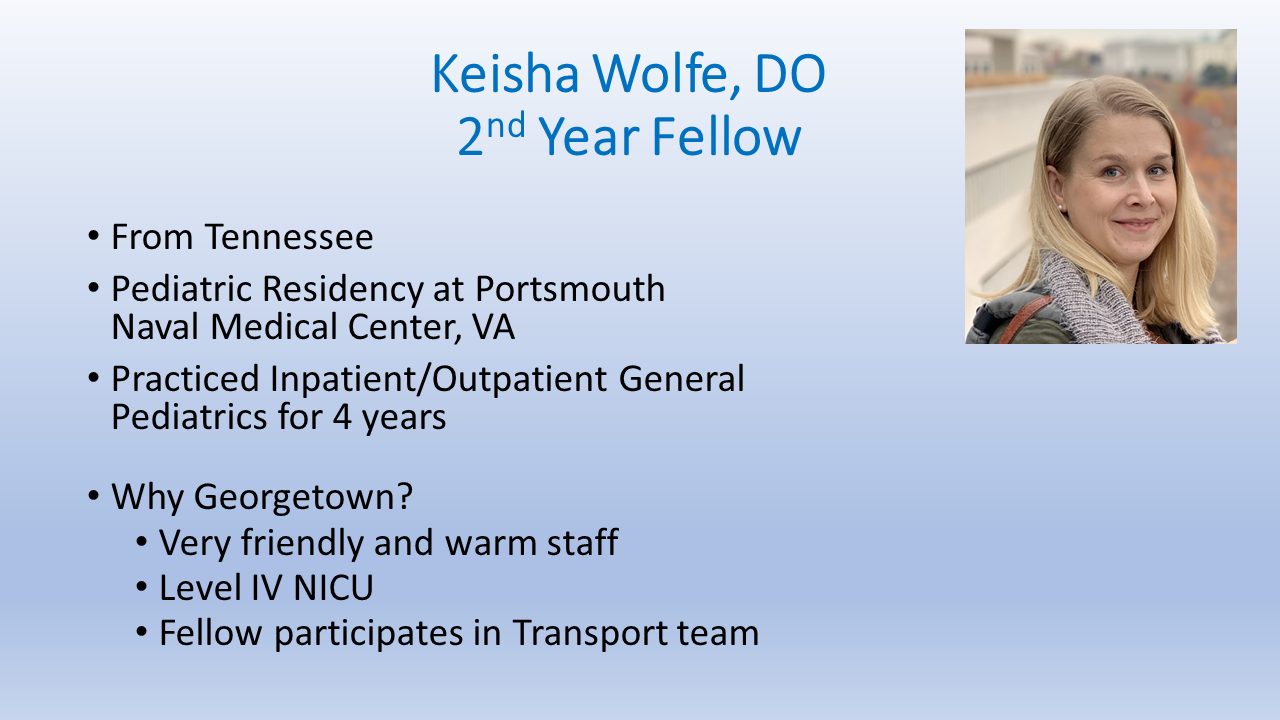 Keisha Wolfe, DO
2nd Year Fellow
• From Tennessee
• Pediatric Residency at Portsmouth
Naval Medical Center, VA
• Practiced Inpatient/Outpatient General
Pediatrics for 4 years
• Why Georgetown?
• Very friendly and warm staff
• Level IV NICU
• Fellow participates in Transport team